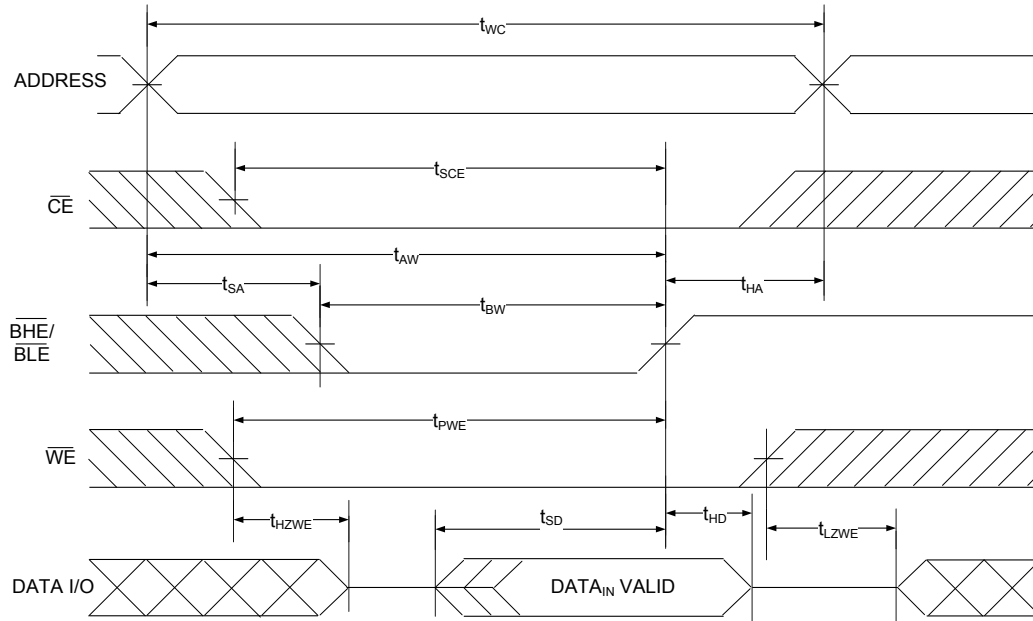 tWC
ADDRESS
tSCE
CE
tAW
tSA
tHA
tBW
BHE/
BLE
tPWE
WE
tHZWE
tSD
tHD
tLZWE
DATA I/O
DATAIN VALID